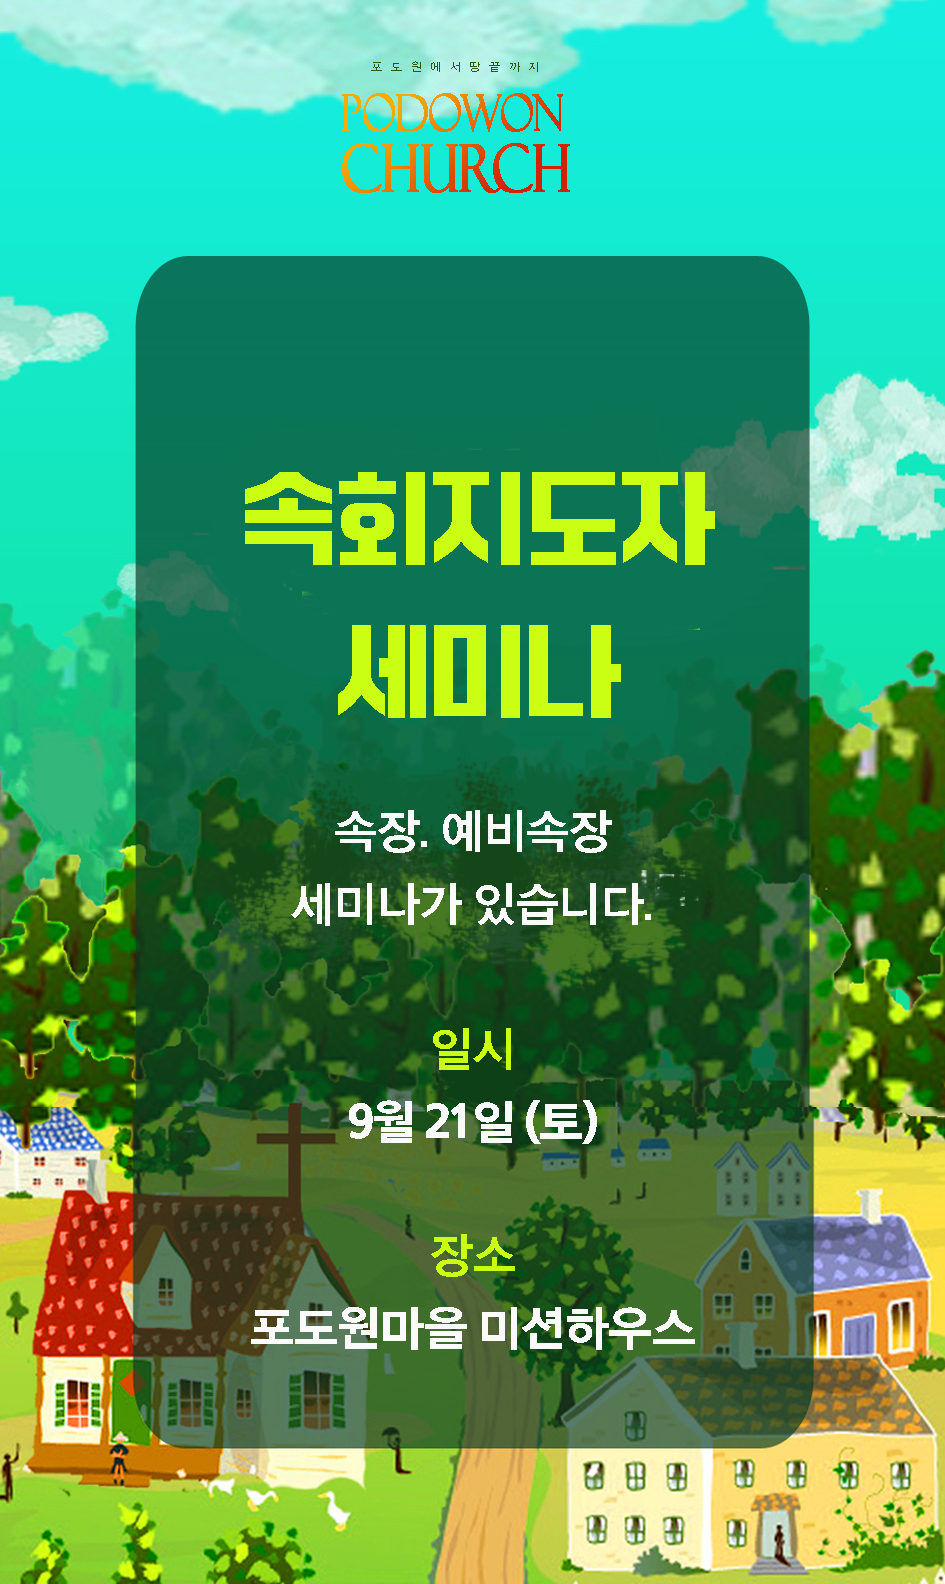 포도원에서땅끝까지
PODOWON
CHURCH
속회지도자
세미나
속장. 예비속장
세미나가 있습니다.
일시
9월 21일 (토)
장소
포도원마을 미션하우스